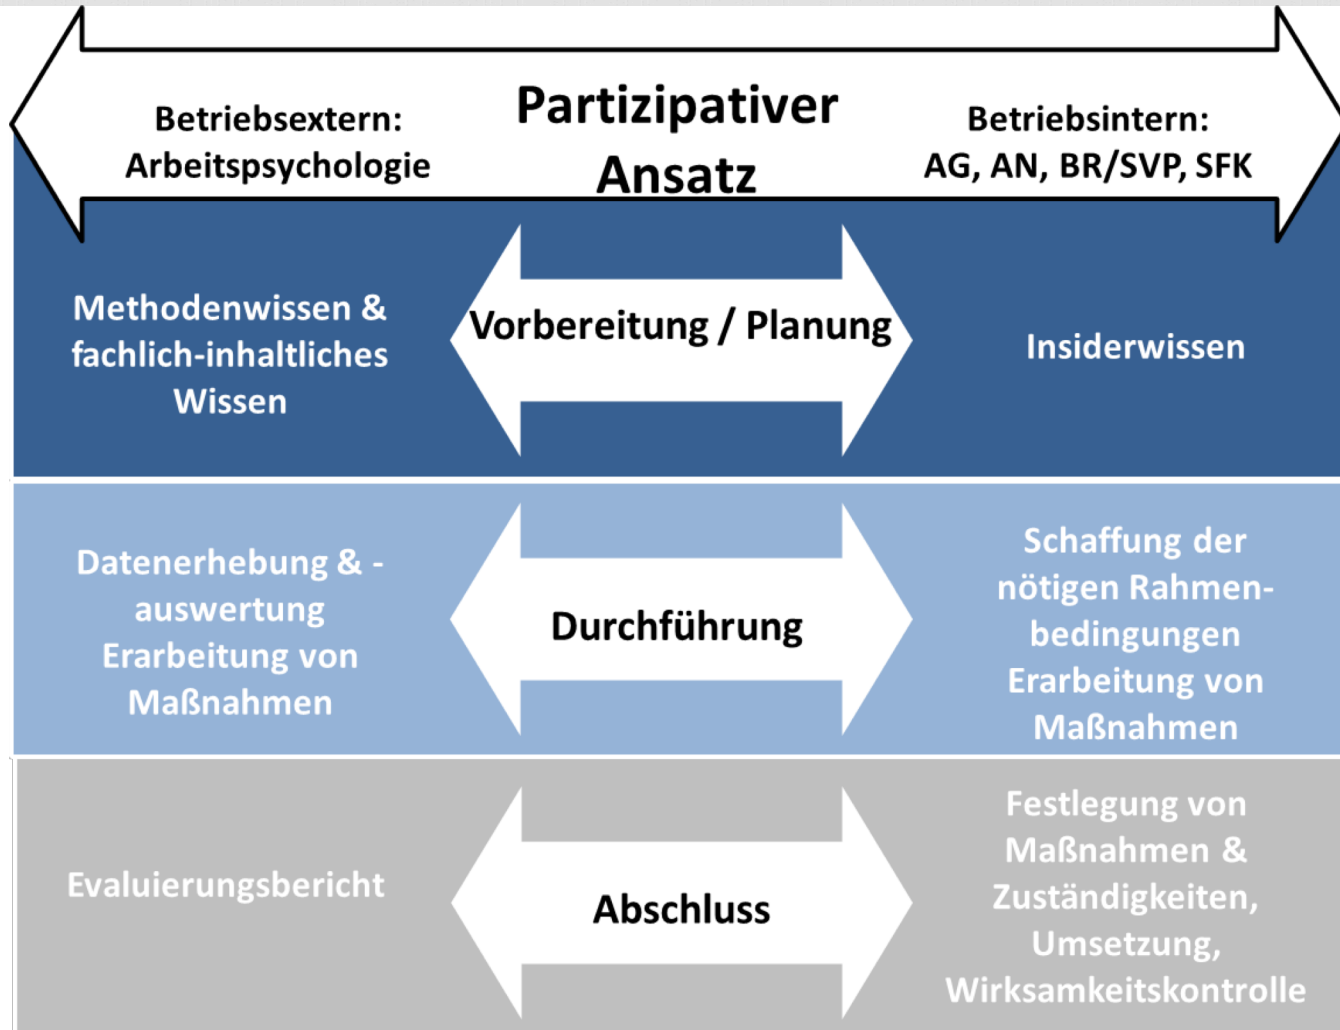 Betriebsextern:
Arbeitspsychologie
Partizipativer
Ansatz
Betriebsintern:
AG, AN, BR/SVP, SFK
Methodenwissen &
fachlich-inhaltliches
Wissen
Vorbereitung / Planung
Insiderwissen
Datenerhebung & -
auswertung
Erarbeitung von
Maßnahmen
Durchführung
Schaffung der
nötigen Rahmen-
bedingungen
Erarbeitung von
Maßnahmen
Evaluierungsbericht
Abschluss
Festlegung von
Maßnahmen &
Zuständigkeiten,
Umsetzung,
Wirksamkeitskontrolle